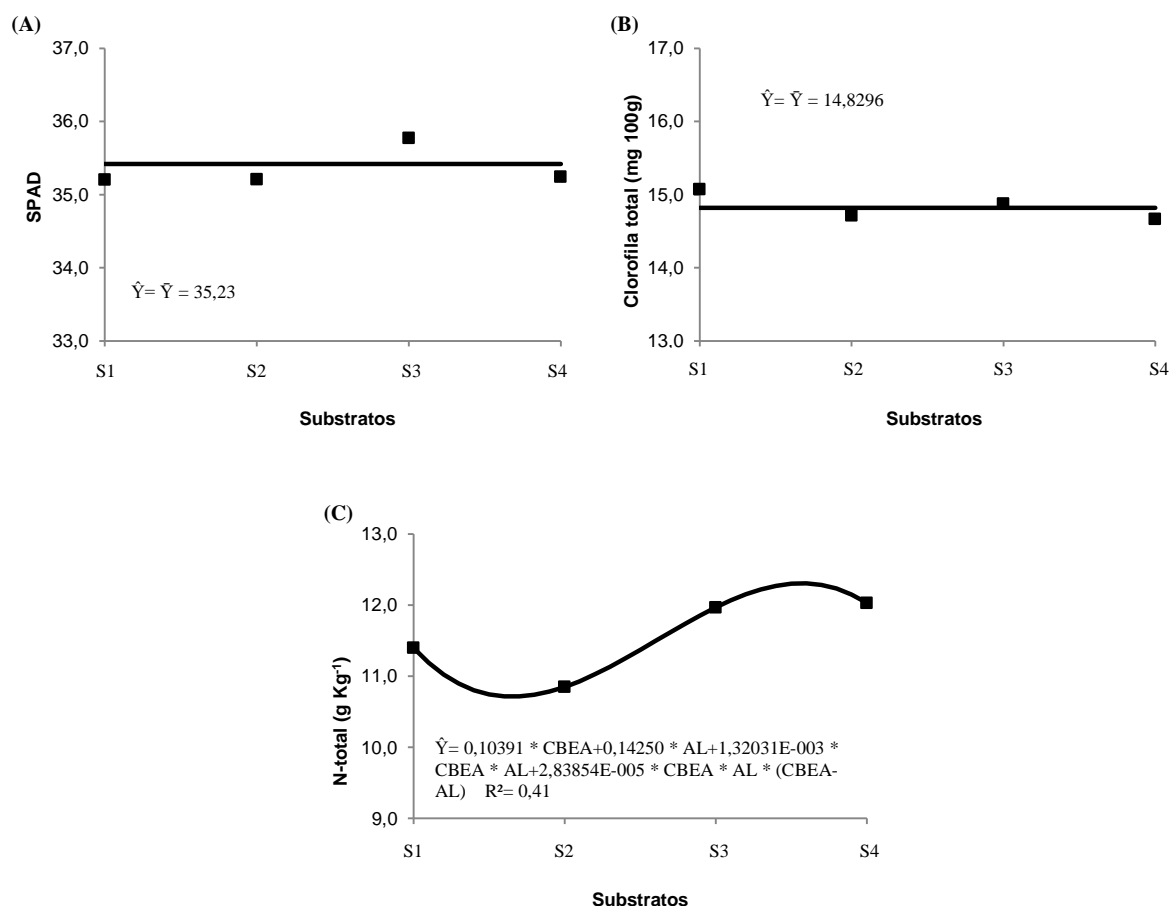 (A)
37,0
36,0
35,0
34,0
33,0
SPAD
Ŷ= Ȳ = 35,23
S1 S2 S3 S4
Substratos
(B)
17,0
16,0
15,0
14,0
13.0
Clorofila total (mg 100g)
Ŷ= Ȳ = 14,8296
S1 S2 S3 S4
Substratos
(C)
13,0
12,0
11,0
10,0
9,0
N-total (g Kg⁻¹)
Ŷ= 0,10391 * CBEA+0,14250 * AL+1,32031E-003 *
CBEA * AL+2,83854E-005 * CBEA * AL * (CBEA-
AL) R²= 0,41
S1 S2 S3 S4
Substratos